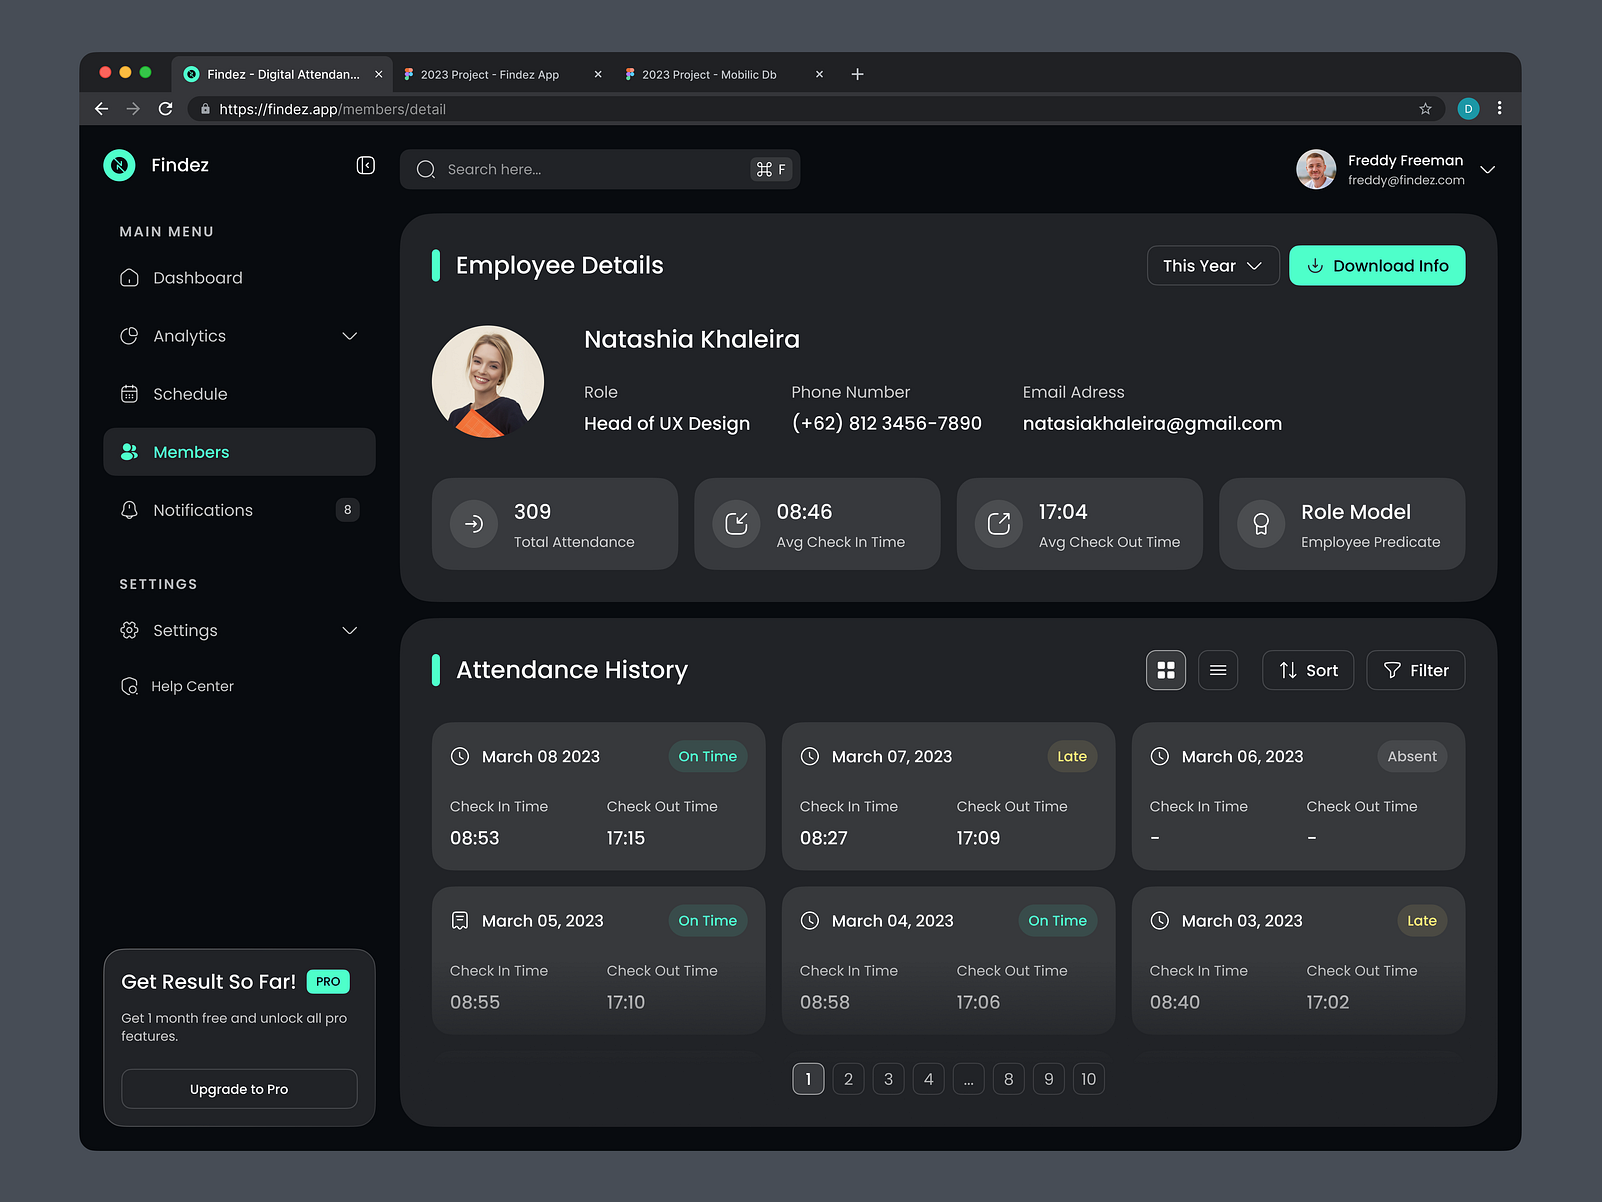 Findez - Digital Attendan...
2023 Project - Findez App
2023 Project - Mobilic Db
https://findez.app/members/detail
D
Findez
Search here...
⌘ F
Freddy Freeman
freddy@findez.com
MAIN MENU
Dashboard
Analytics
Schedule
Members
Notifications
8
SETTINGS
Settings
Help Center
Get Result So Far!
PRO
Get 1 month free and unlock all pro
features.
Upgrade to Pro
Employee Details
This Year
Download Info
Natashia Khaleira
Role
Phone Number
Email Adress
Head of UX Design
(+62) 812 3456-7890
natasiakhaleira@gmail.com
309
Total Attendance
08:46
Avg Check In Time
17:04
Avg Check Out Time
Role Model
Employee Predicate
Attendance History
Sort
Filter
March 08 2023
On Time
Check In Time
Check Out Time
08:53
17:15
March 07, 2023
Late
Check In Time
Check Out Time
08:27
17:09
March 06, 2023
Absent
Check In Time
Check Out Time
-
-
March 05, 2023
On Time
Check In Time
Check Out Time
08:55
17:10
March 04, 2023
On Time
Check In Time
Check Out Time
08:58
17:06
March 03, 2023
Late
Check In Time
Check Out Time
08:40
17:02
1 2 3 4 ... 8 9 10